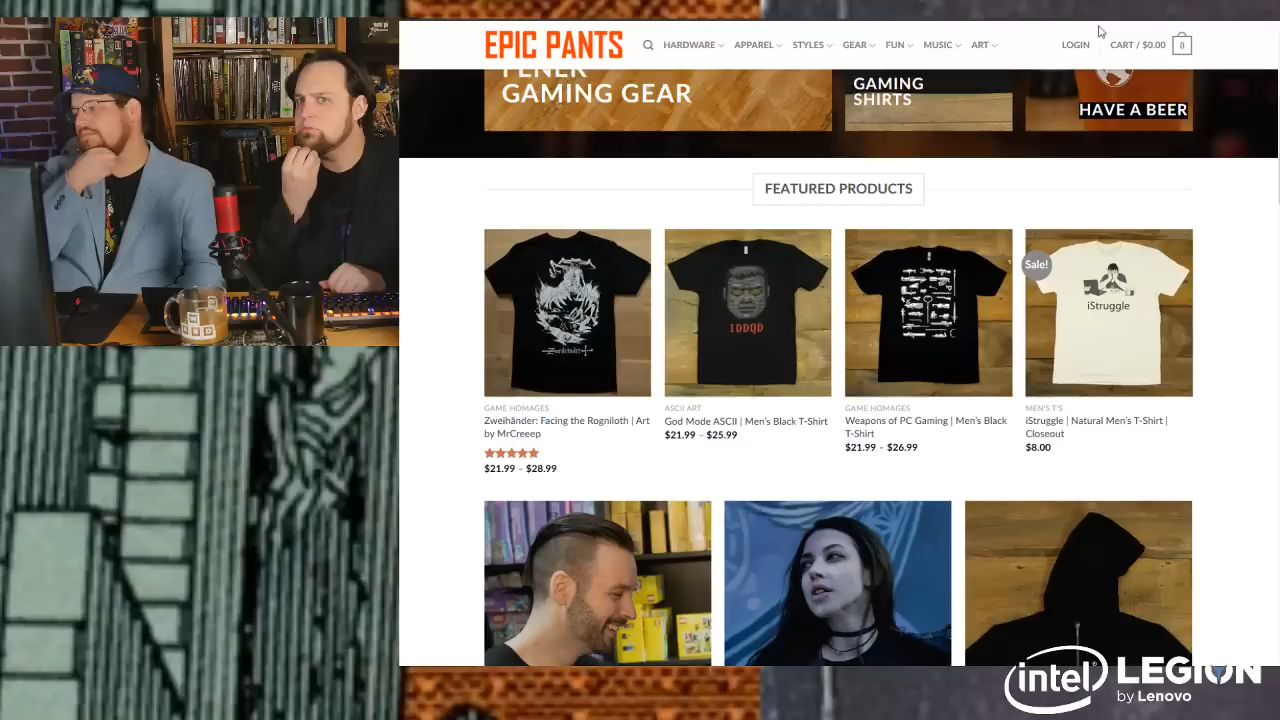 EPIC PANTS
HARDWARE
APPAREL
STYLES
GEAR
FUN
MUSIC
ART
LOGIN
CART / $0.00
0
GAMING GEAR
GAMING
SHIRTS
HAVE A BEER
FEATURED PRODUCTS
IDDQD
Sale!
iStruggle
GAME HOMAGES
Zweihänder: Facing the Rogniloth | Art
by MrCreeep
$21.99 – $28.99
ASCII ART
God Mode ASCII | Men's Black T-Shirt
$21.99 – $25.99
GAME HOMAGES
Weapons of PC Gaming | Men's Black
T-Shirt
$21.99 – $26.99
MEN'S T'S
iStruggle | Natural Men's T-Shirt |
Closeout
$8.00
intel
LEGION
by Lenovo